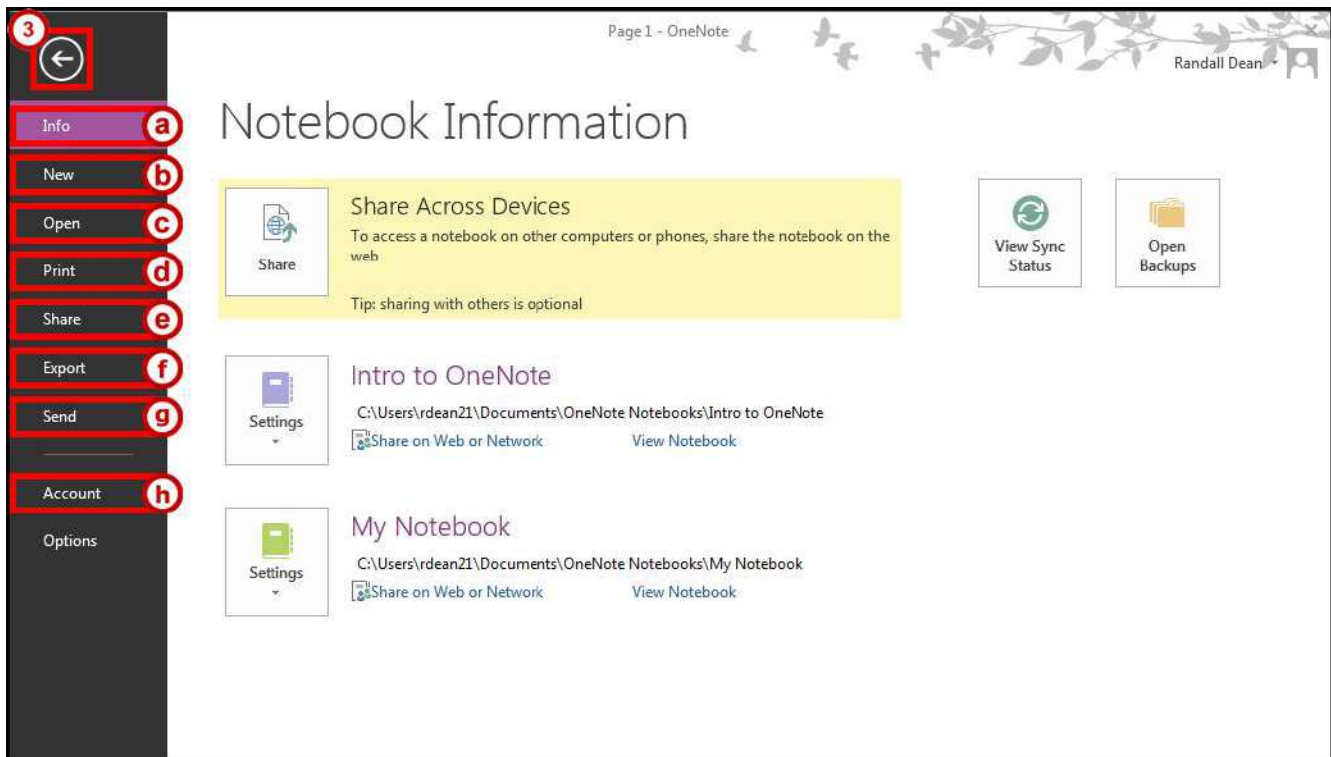 3
Page 1 - OneNote
Randall Dean
Info a
New b
Open c
Print d
Share e
Export f
Send g
Account h
Options
Notebook Information
Share
Share Across Devices
To access a notebook on other computers or phones, share the notebook on the
web
Tip: sharing with others is optional
View Sync
Status
Open
Backups
Settings
Intro to OneNote
C:\Users\rdean21\Documents\OneNote Notebooks\Intro to OneNote
Share on Web or Network View Notebook
Settings
My Notebook
C:\Users\rdean21\Documents\OneNote Notebooks\My Notebook
Share on Web or Network View Notebook